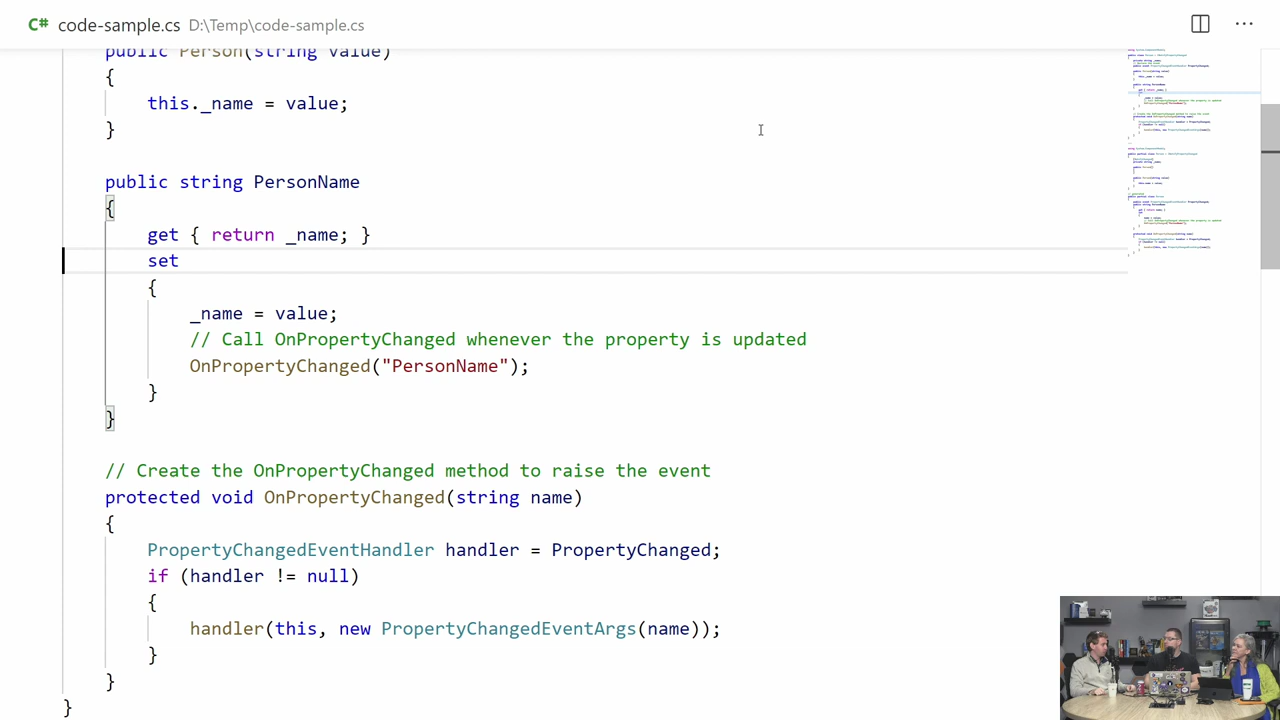 C# code-sample.cs D:\Temp\code-sample.cs
public Person(string value)
{
this._name = value;
}
public string PersonName
{
get { return _name;
set
{
_name = value;
// Call OnPropertyChanged whenever the property is updated
OnPropertyChanged("PersonName");
}
}
// Create the OnPropertyChanged method to raise the event
protected void OnPropertyChanged(string name)
{
PropertyChangedEventHandler handler = PropertyChanged;
if (handler != null)
{
handler(this, new PropertyChangedEventArgs(name));
}
}
}